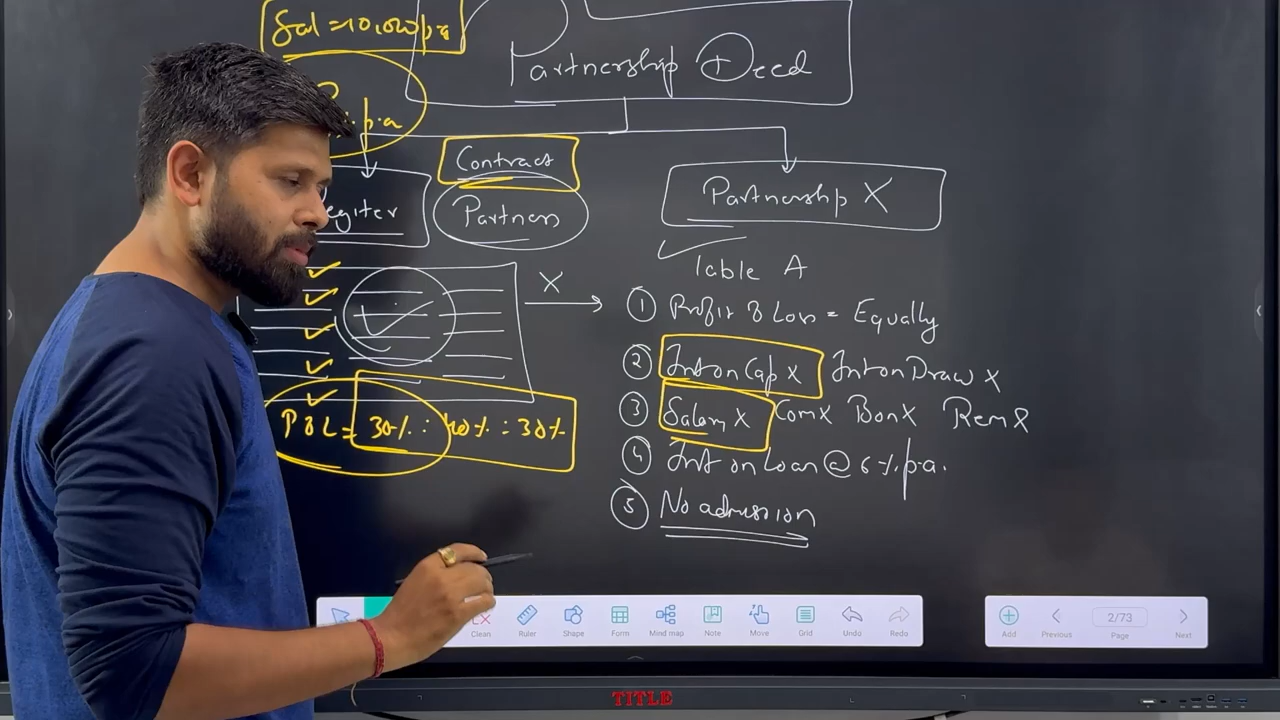 Sal = 10,000 p.a
p.a
Partnership Deed
Contract
Partners
Partnership X
Table A
X
① Profit & Loss = Equally
② Int on Cap X Int on Draw X
③ Salary X Com X Bon X Rem X
④ Int on Loan @ 6 %. p.a.
⑤ No admission
P & L = 30% : 40% : 30%
Clean
Ruler
Shape
Form
Mind map
Note
Move
Grid
Undo
Redo
Add
Previous
2/73
Page
Next
TITLE